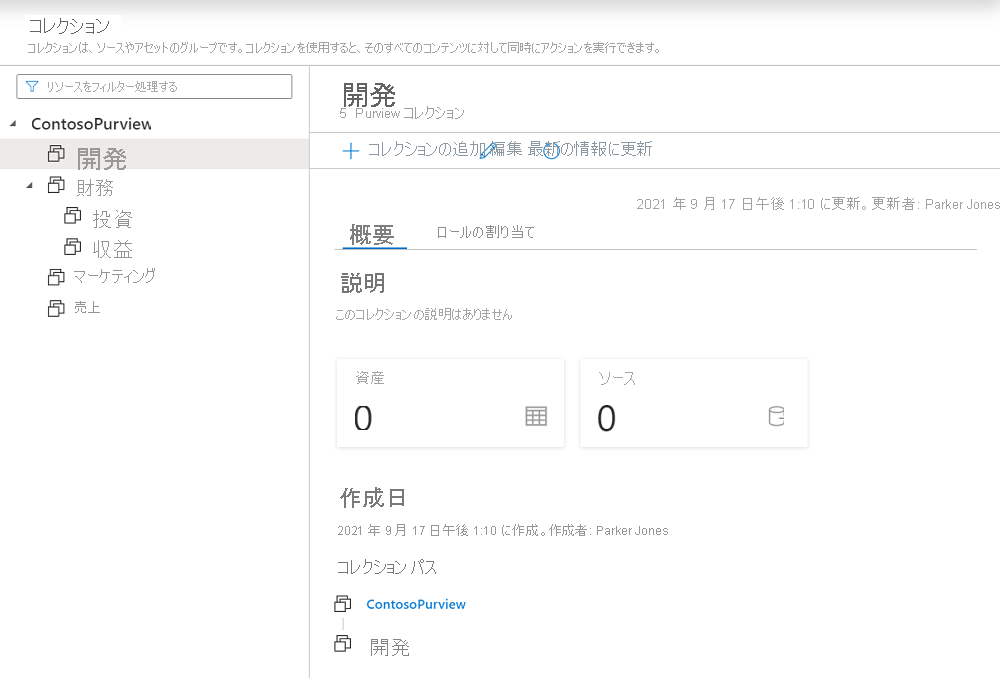 コレクション
コレクションは、ソースやアセットのグループです。コレクションを使用すると、そのすべてのコンテンツに対して同時にアクションを実行できます。
リソースをフィルター処理する
ContosoPurview
開発
財務
投資
収益
マーケティング
売上
開発
5 Purview コレクション
コレクションの追加 編集 最新の情報に更新
2021 年 9 月 17 日午後 1:10 に更新。更新者: Parker Jones
概要 ロールの割り当て
説明
このコレクションの説明はありません
資産 ソース
0 0
作成日
2021 年 9 月 17 日午後 1:10 に作成。作成者: Parker Jones
コレクション パス
ContosoPurview
開発